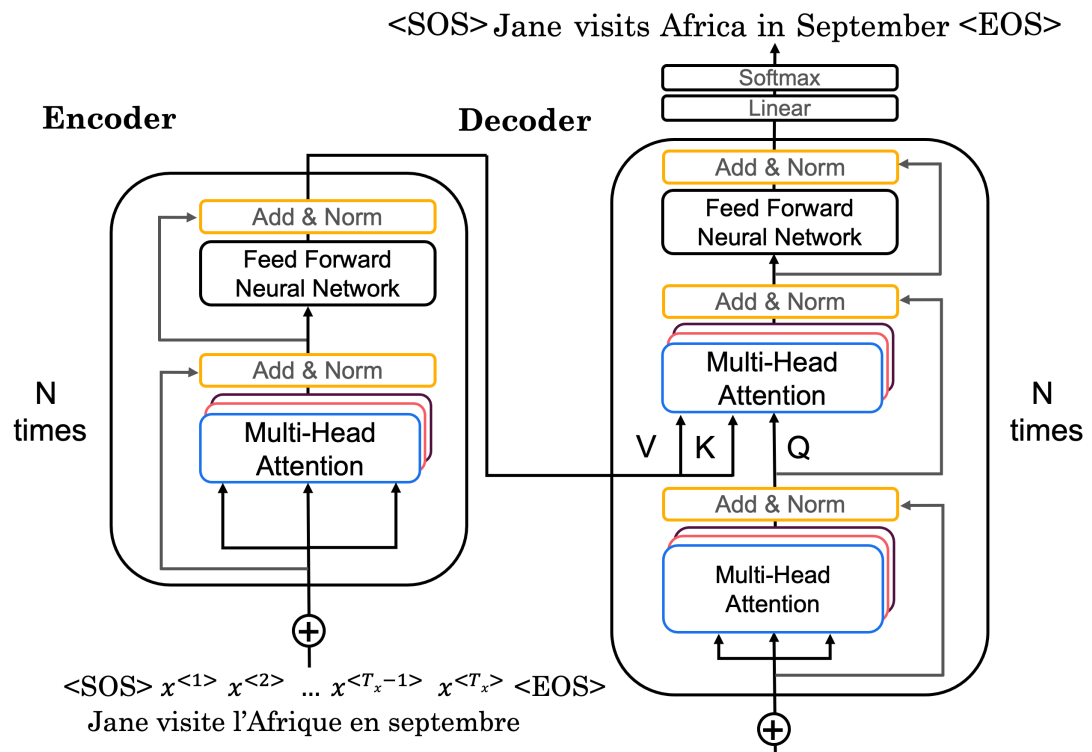 <SOS> Jane visits Africa in September <EOS>
Softmax
Linear
Encoder
Decoder
Add & Norm
Feed Forward
Neural Network
Add & Norm
Multi-Head
Attention
N
times
Add & Norm
Feed Forward
Neural Network
Add & Norm
Multi-Head
Attention
V K Q
Add & Norm
Multi-Head
Attention
N
times
<SOS> x^{<1>} x^{<2>} … x^{<T_x-1>} x^{<T_x>} <EOS>
Jane visite l’Afrique en septembre